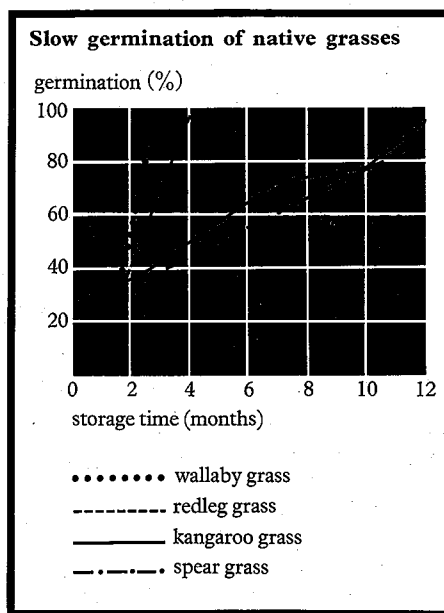 Slow germination of native grasses
germination (%)
100
80
60
40
20
0 2 4 6 8 10 12
storage time (months)
wallaby grass
redleg grass
kangaroo grass
spear grass